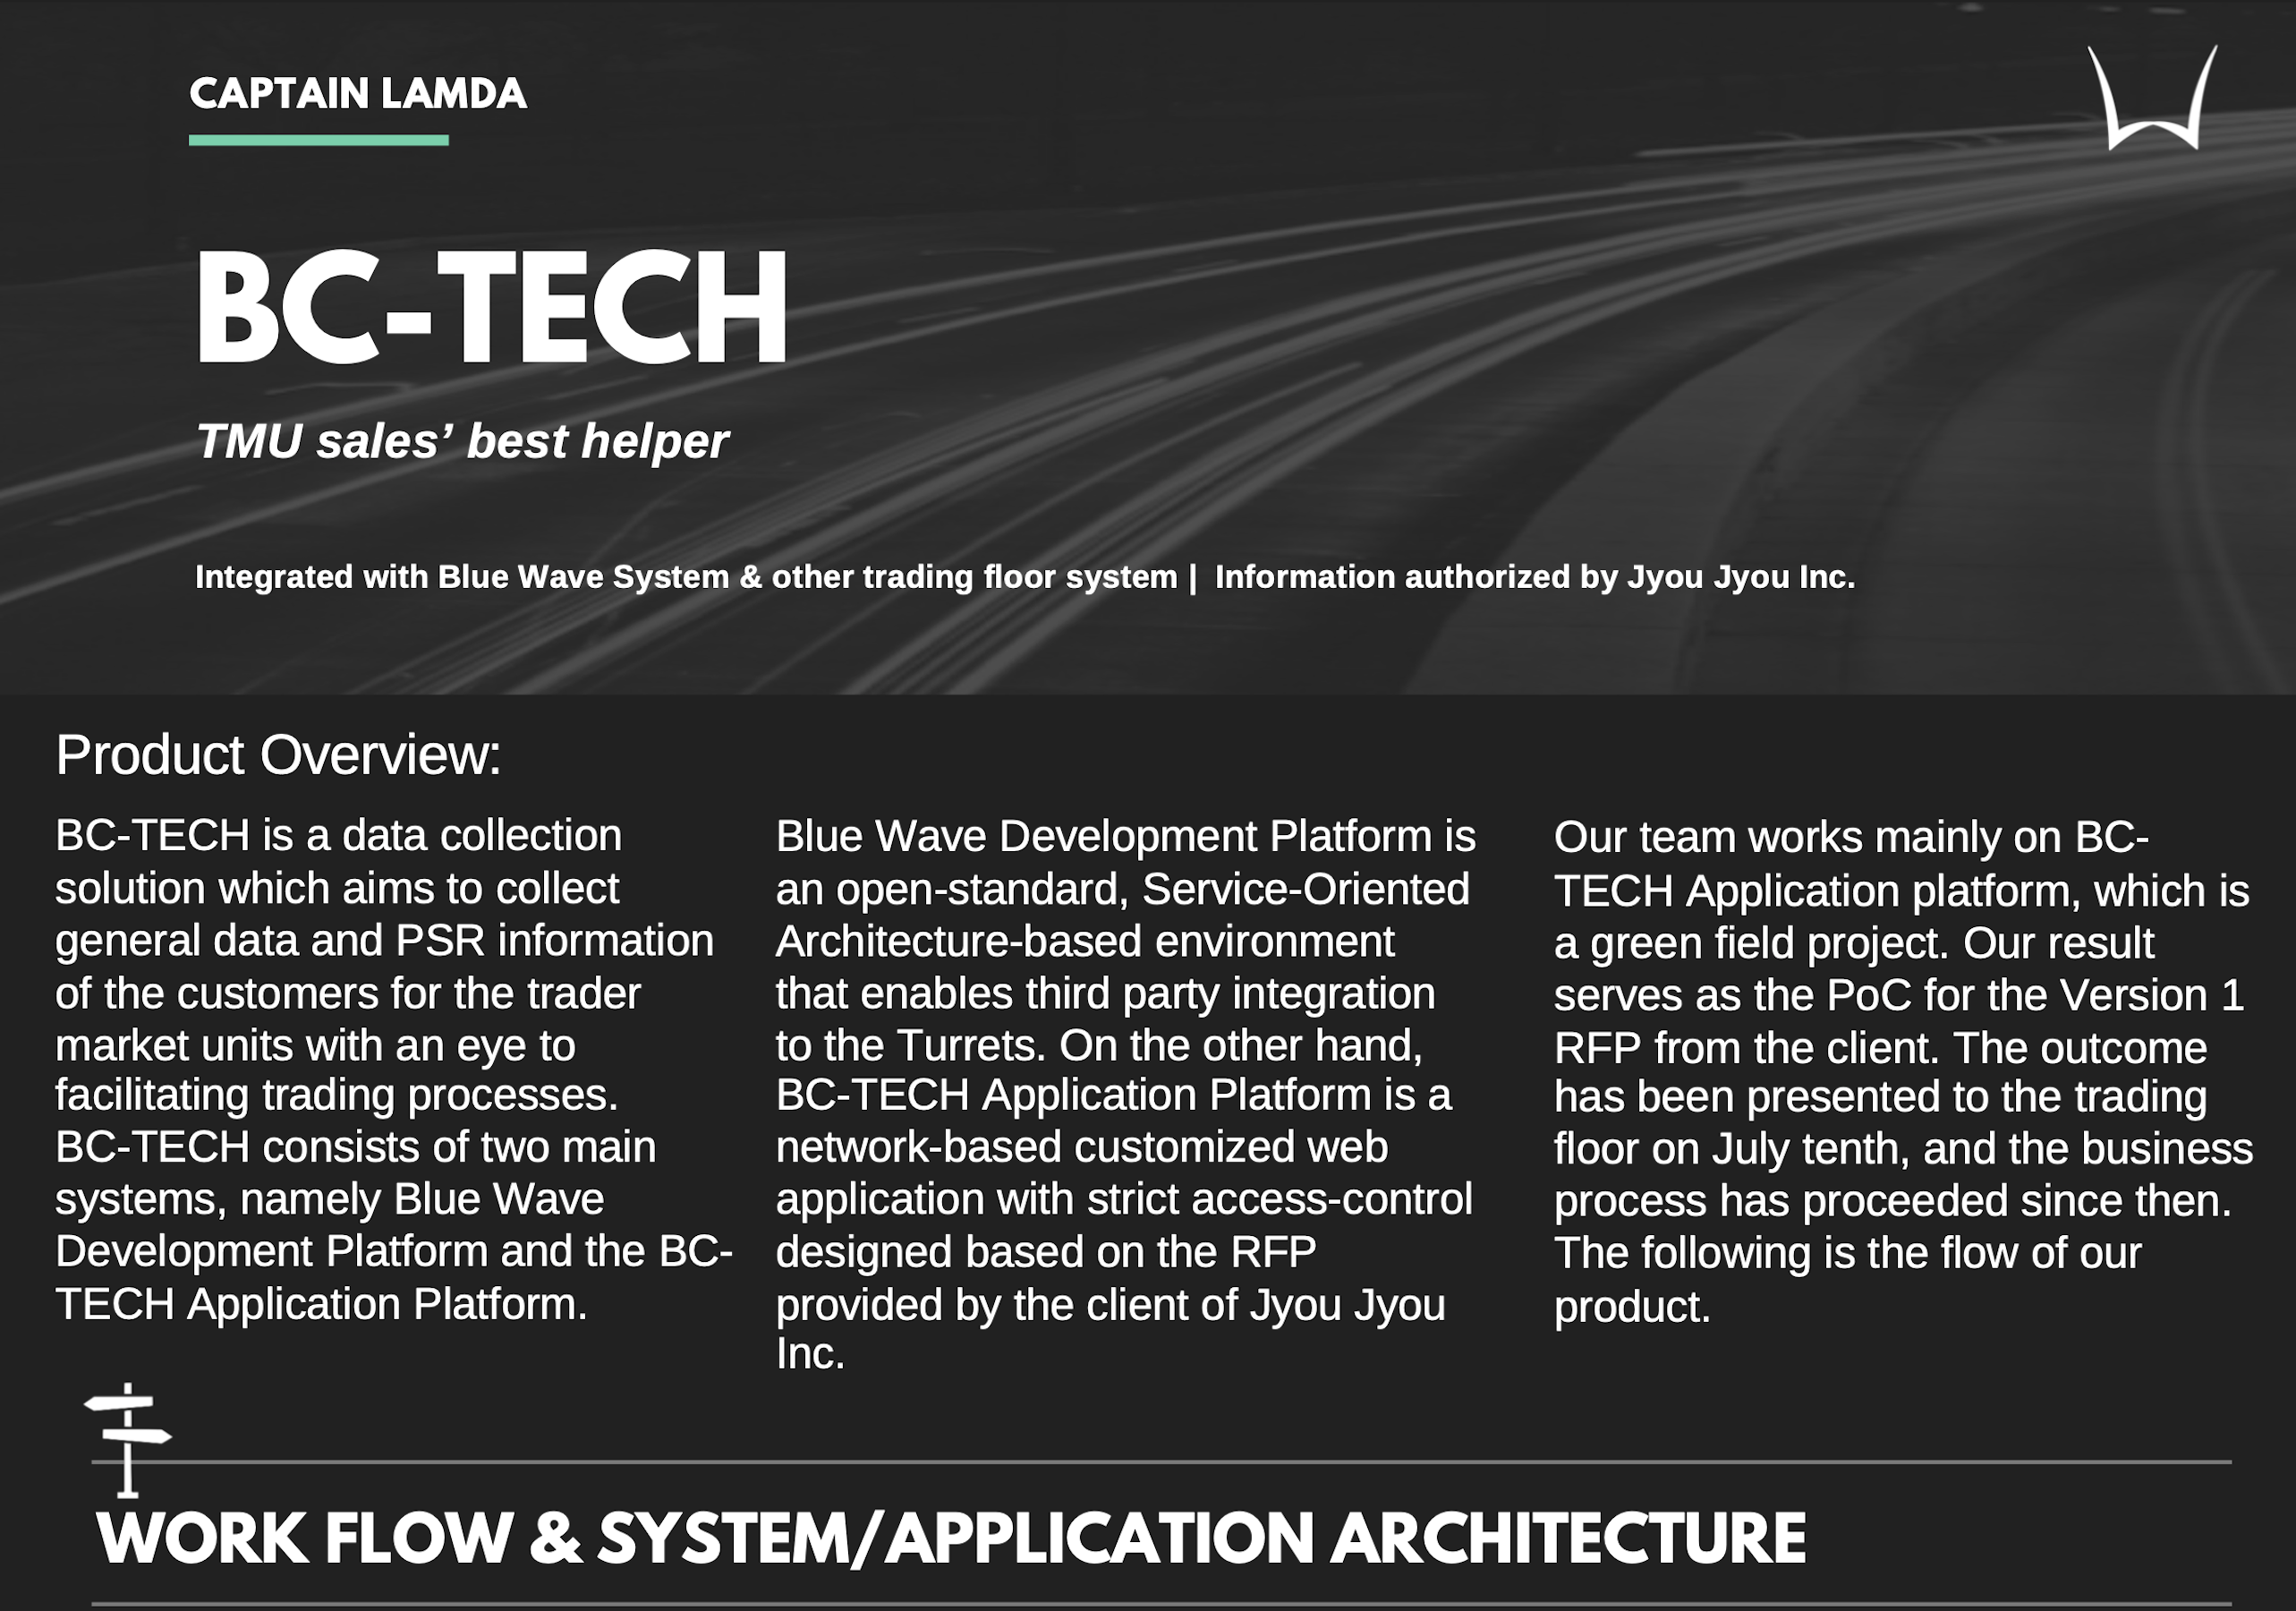 CAPTAIN LAMDA
BC-TECH
TMU sales’ best helper
Integrated with Blue Wave System & other trading floor system | Information authorized by Jyou Jyou Inc.
Product Overview:
BC-TECH is a data collection
solution which aims to collect
general data and PSR information
of the customers for the trader
market units with an eye to
facilitating trading processes.
BC-TECH consists of two main
systems, namely Blue Wave
Development Platform and the BC-
TECH Application Platform.
Blue Wave Development Platform is
an open-standard, Service-Oriented
Architecture-based environment
that enables third party integration
to the Turrets. On the other hand,
BC-TECH Application Platform is a
network-based customized web
application with strict access-control
designed based on the RFP
provided by the client of Jyou Jyou
Inc.
Our team works mainly on BC-
TECH Application platform, which is
a green field project. Our result
serves as the PoC for the Version 1
RFP from the client. The outcome
has been presented to the trading
floor on July tenth, and the business
process has proceeded since then.
The following is the flow of our
product.
WORK FLOW & SYSTEM/APPLICATION ARCHITECTURE